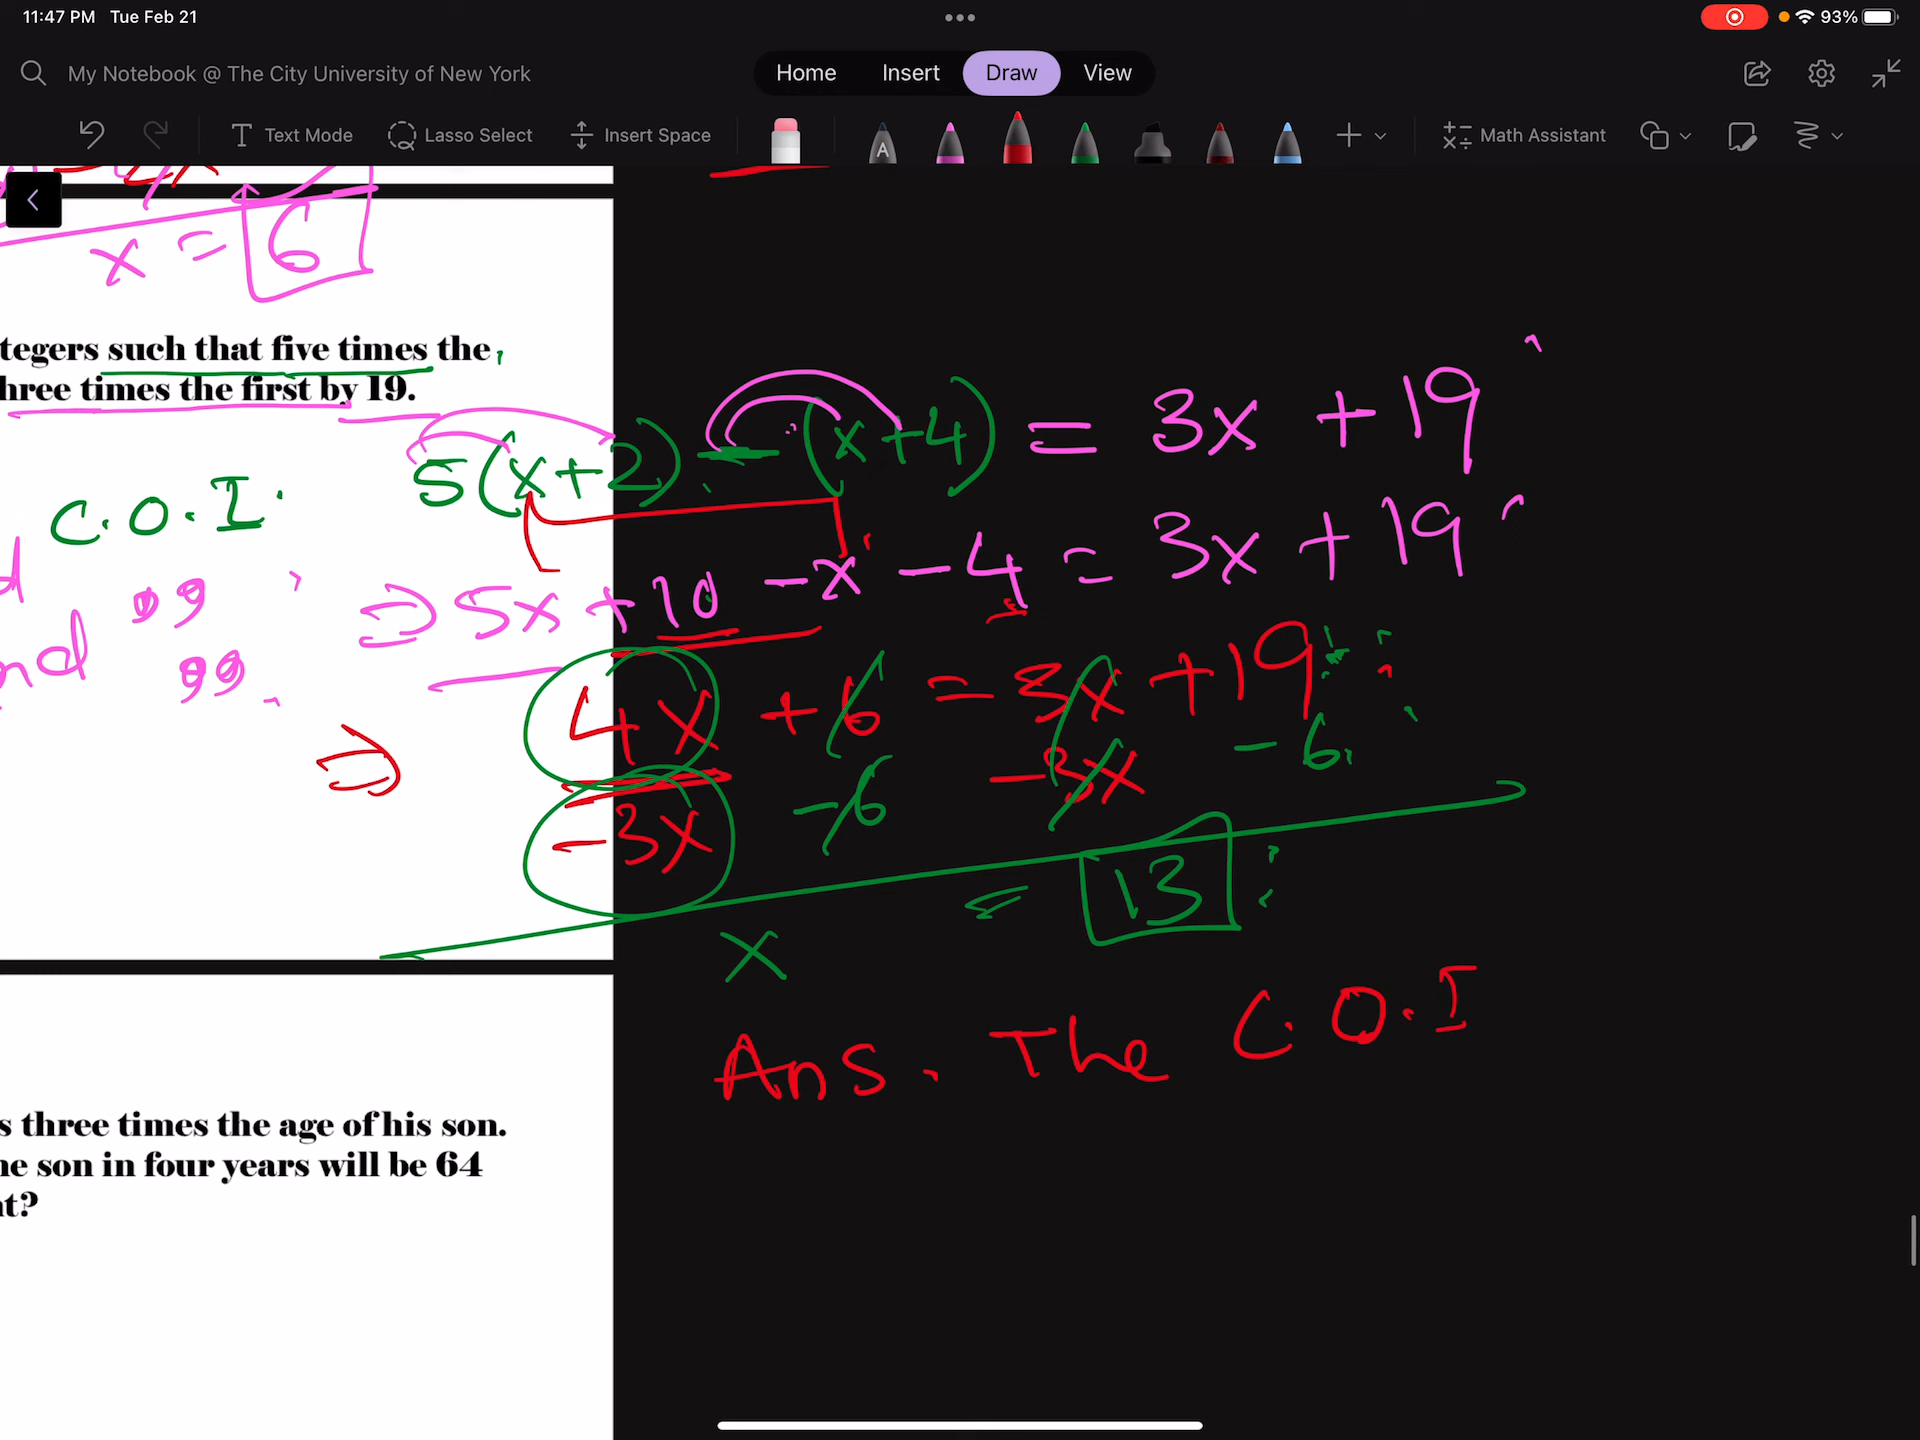 11:47 PM Tue Feb 21
93%
My Notebook @ The City University of New York
Home Insert Draw View
Text Mode Lasso Select Insert Space A Math Assistant
x = 6
tegers such that five times the
hree times the first by 19.
5(x+2) - (x+4) = 3x + 19
C.O.I.
⇒ 5x + 10 - x - 4 = 3x + 19
nd
⇒ 4x + 6 = 3x + 19
-3x -6 -3x -6
x = 13
Ans. The C.O.I
s three times the age of his son.
ne son in four years will be 64
nt?